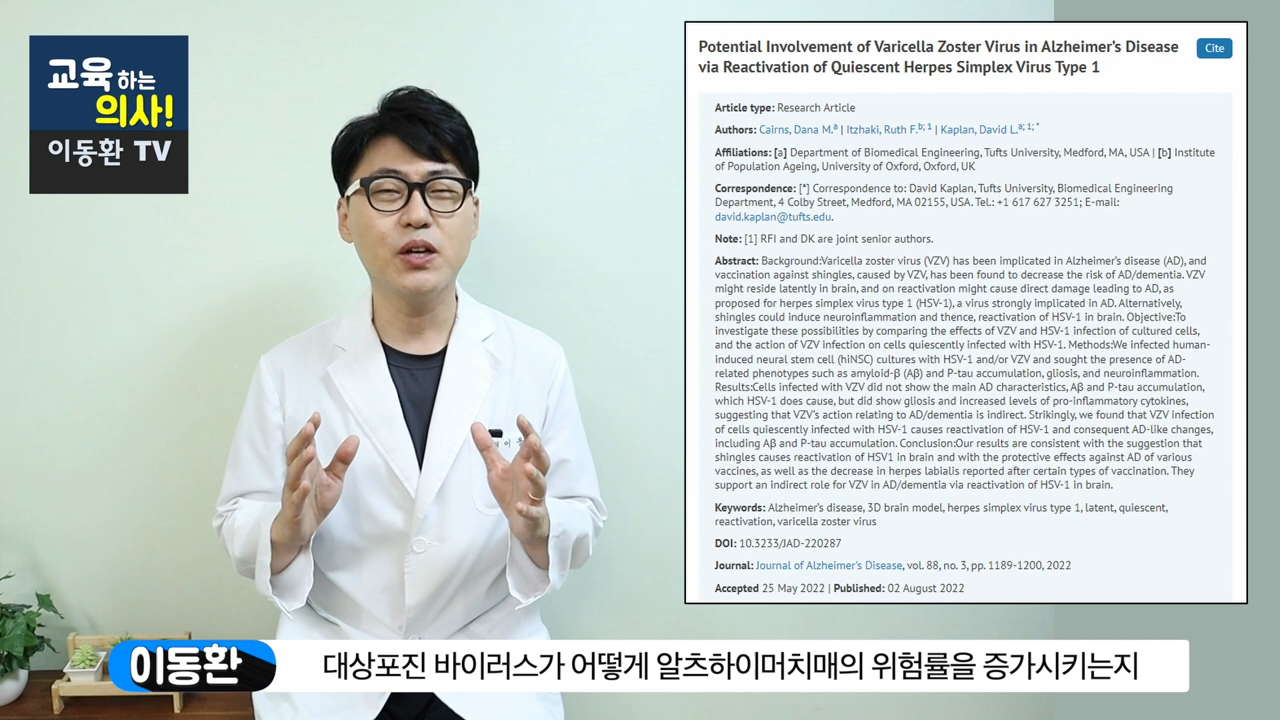 교육하는
의사!
이동환 TV
Potential Involvement of Varicella Zoster Virus in Alzheimer's Disease
via Reactivation of Quiescent Herpes Simplex Virus Type 1
Cite
Article type: Research Article
Authors: Cairns, Dana M.a | Itzhaki, Ruth F.b; 1 | Kaplan, David L.a; 1; *
Affiliations: [a] Department of Biomedical Engineering, Tufts University, Medford, MA, USA | [b] Institute
of Population Ageing, University of Oxford, Oxford, UK
Correspondence: [*] Correspondence to: David Kaplan, Tufts University, Biomedical Engineering
Department, 4 Colby Street, Medford, MA 02155, USA. Tel.: +1 617 627 3251; E-mail:
david.kaplan@tufts.edu.
Note: [1] RFI and DK are joint senior authors.
Abstract: Background:Varicella zoster virus (VZV) has been implicated in Alzheimer's disease (AD), and
vaccination against shingles, caused by VZV, has been found to decrease the risk of AD/dementia. VZV
might reside latently in brain, and on reactivation might cause direct damage leading to AD, as
proposed for herpes simplex virus type 1 (HSV-1), a virus strongly implicated in AD. Alternatively,
shingles could induce neuroinflammation and thence, reactivation of HSV-1 in brain. Objective:To
investigate these possibilities by comparing the effects of VZV and HSV-1 infection of cultured cells,
and the action of VZV infection on cells quiescently infected with HSV-1. Methods:We infected human-
induced neural stem cell (hiNSC) cultures with HSV-1 and/or VZV and sought the presence of AD-
related phenotypes such as amyloid-β (Aβ) and P-tau accumulation, gliosis, and neuroinflammation.
Results:Cells infected with VZV did not show the main AD characteristics, Aβ and P-tau accumulation,
which HSV-1 does cause, but did show gliosis and increased levels of pro-inflammatory cytokines,
suggesting that VZV's action relating to AD/dementia is indirect. Strikingly, we found that VZV infection
of cells quiescently infected with HSV-1 causes reactivation of HSV-1 and consequent AD-like changes,
including Aβ and P-tau accumulation. Conclusion:Our results are consistent with the suggestion that
shingles causes reactivation of HSV1 in brain and with the protective effects against AD of various
vaccines, as well as the decrease in herpes labialis reported after certain types of vaccination. They
support an indirect role for VZV in AD/dementia via reactivation of HSV-1 in brain.
Keywords: Alzheimer's disease, 3D brain model, herpes simplex virus type 1, latent, quiescent,
reactivation, varicella zoster virus
DOI: 10.3233/JAD-220287
Journal: Journal of Alzheimer's Disease, vol. 88, no. 3, pp. 1189-1200, 2022
Accepted 25 May 2022 | Published: 02 August 2022
이동환
대상포진 바이러스가 어떻게 알츠하이머치매의 위험률을 증가시키는지